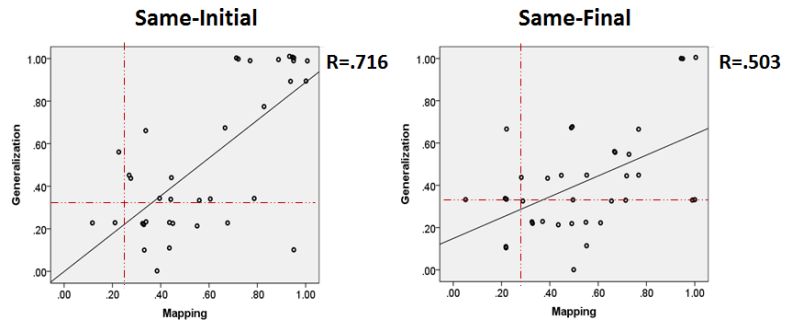 Same-Initial
R=.716
Generalization
1.00
.80
.60
.40
.20
.00
.00 .20 .40 .60 .80 1.00
Mapping
Same-Final
R=.503
Generalization
1.00
.80
.60
.40
.20
.00
.00 .20 .40 .60 .80 1.00
Mapping